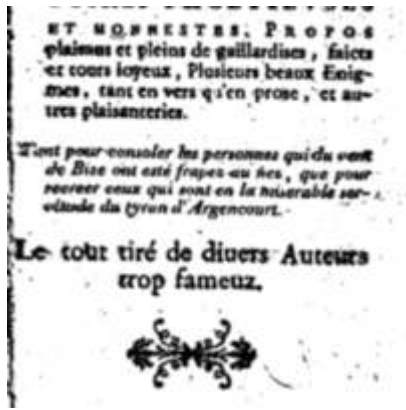 ET HONNESTES, PROPOS
plaisans et pleins de gaillardises, faicts
et tours ioyeux, Plusieurs beaux Enig-
mes, tant en vers qu'en prose, et au-
tres plaisanteries.
Tant pour consoler les personnes qui du vent
de Bize ont esté frapez au nez, que pour
recreer ceux qui sont en la miserable ser-
vitude du tyran d'Argencourt.
Le tout tiré de diuers Auteurs
trop fameux.